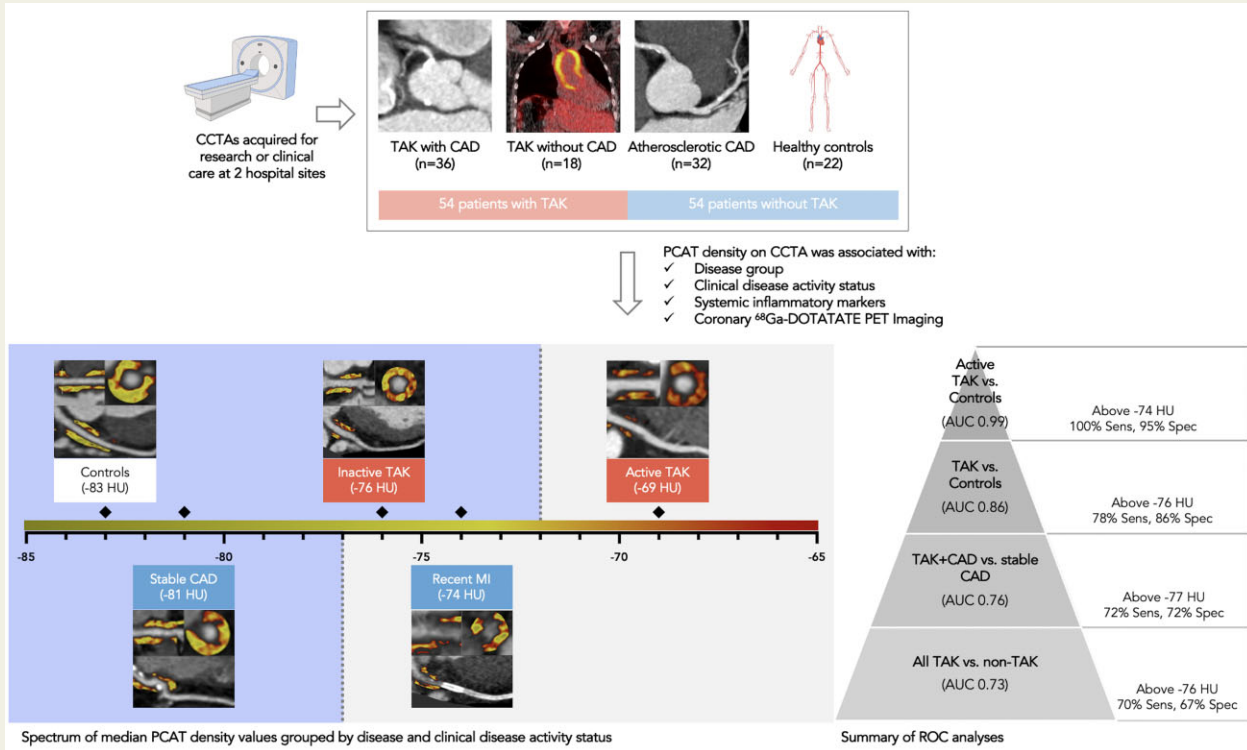 CCTAs acquired for
research or clinical
care at 2 hospital sites
TAK with CAD
(n=36)
TAK without CAD
(n=18)
Atherosclerotic CAD
(n=32)
Healthy controls
(n=22)
54 patients with TAK
54 patients without TAK
PCAT density on CCTA was associated with:
✓ Disease group
✓ Clinical disease activity status
✓ Systemic inflammatory markers
✓ Coronary ⁶⁸Ga-DOTATATE PET Imaging
Controls
(-83 HU)
Inactive TAK
(-76 HU)
Active TAK
(-69 HU)
-85
-80
-75
-70
-65
Stable CAD
(-81 HU)
Recent MI
(-74 HU)
Spectrum of median PCAT density values grouped by disease and clinical disease activity status
Active
TAK vs.
Controls
(AUC 0.99)
Above -74 HU
100% Sens, 95% Spec
TAK vs.
Controls
(AUC 0.86)
Above -76 HU
78% Sens, 86% Spec
TAK+CAD vs. stable
CAD
(AUC 0.76)
Above -77 HU
72% Sens, 72% Spec
All TAK vs. non-TAK
(AUC 0.73)
Above -76 HU
70% Sens, 67% Spec
Summary of ROC analyses